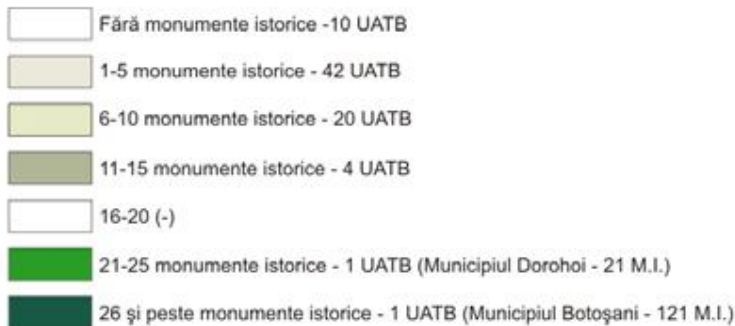 Fără monumente istorice -10 UATB
1-5 monumente istorice - 42 UATB
6-10 monumente istorice - 20 UATB
11-15 monumente istorice - 4 UATB
16-20 (-)
21-25 monumente istorice - 1 UATB (Municipiul Dorohoi - 21 M.I.)
26 și peste monumente istorice - 1 UATB (Municipiul Botoșani - 121 M.I.)